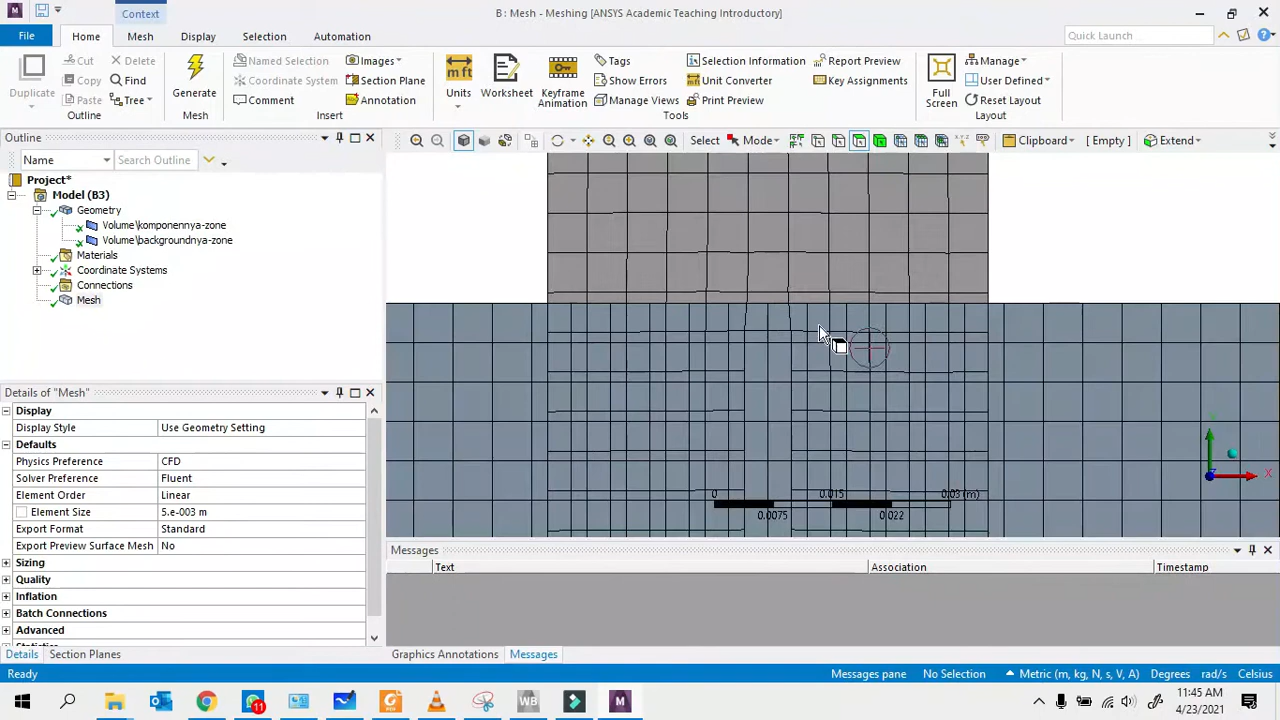 B : Mesh - Meshing [ANSYS Academic Teaching Introductory]
Context
File Home Mesh Display Selection Automation Quick Launch
Duplicate Cut Copy Paste Delete Find Tree
Outline
Generate
Mesh
Named Selection Coordinate System Comment Images Section Plane Annotation
Insert
Units Worksheet Keyframe Animation Tags Show Errors Manage Views Selection Information Unit Converter Print Preview Report Preview Key Assignments
Tools
Full Screen Manage User Defined Reset Layout
Layout
Outline
Select Mode Clipboard [ Empty ] Extend
Name Search Outline
Project*
Model (B3)
Geometry
Volume\komponennya-zone
Volume\backgroundnya-zone
Materials
Coordinate Systems
Connections
Mesh
Details of "Mesh"
Display
Display Style Use Geometry Setting
Defaults
Physics Preference CFD
Solver Preference Fluent
Element Order Linear
Element Size 5.e-003 m
Export Format Standard
Export Preview Surface Mesh No
Sizing
Quality
Inflation
Batch Connections
Advanced
Statistics
0 0.015 0.03 (m)
0.0075 0.022
Y
X
Messages
Text Association Timestamp
Details Section Planes Graphics Annotations Messages
Ready Messages pane No Selection Metric (m, kg, N, s, V, A) Degrees rad/s Celsius
11
WB
M
11:45 AM
4/23/2021